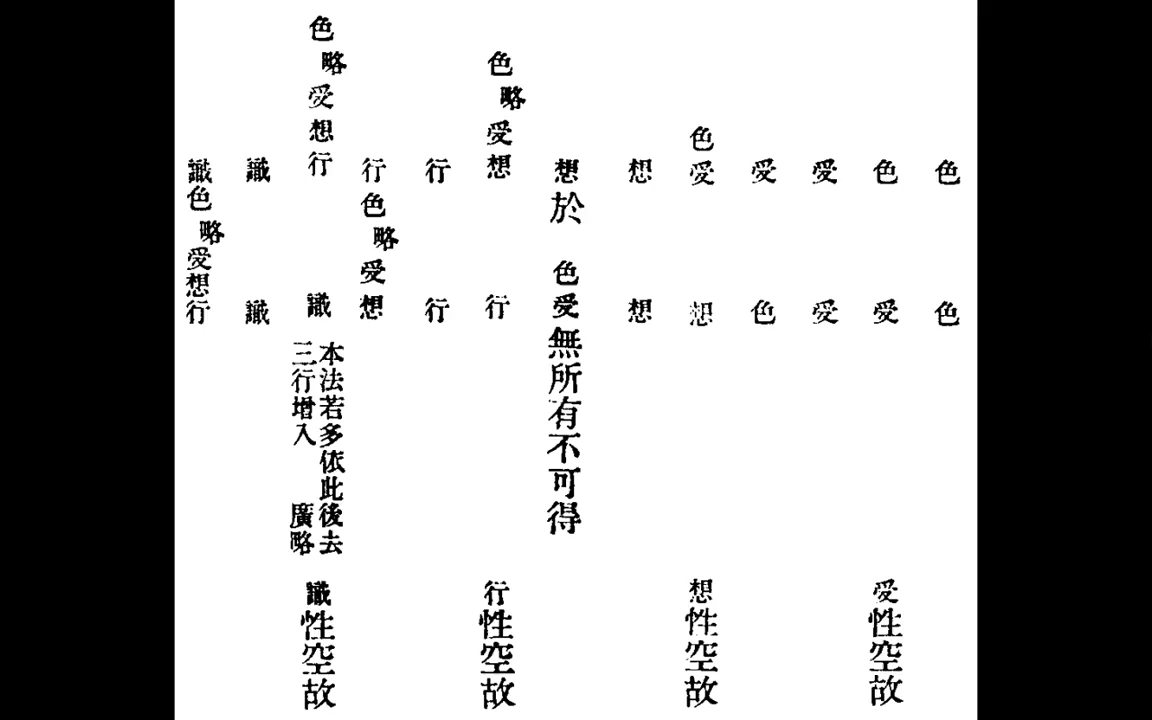 色 色
色 受 受性空故
受 受
受 色
色受 想 想性空故
想 想
想於 色受無所有不可得
色略受想 行 行性空故
行 行
行色略受想
色略受想行 識
本法若多依此後去
三行增入 廣略
識性空故
識 識
識色略受想行